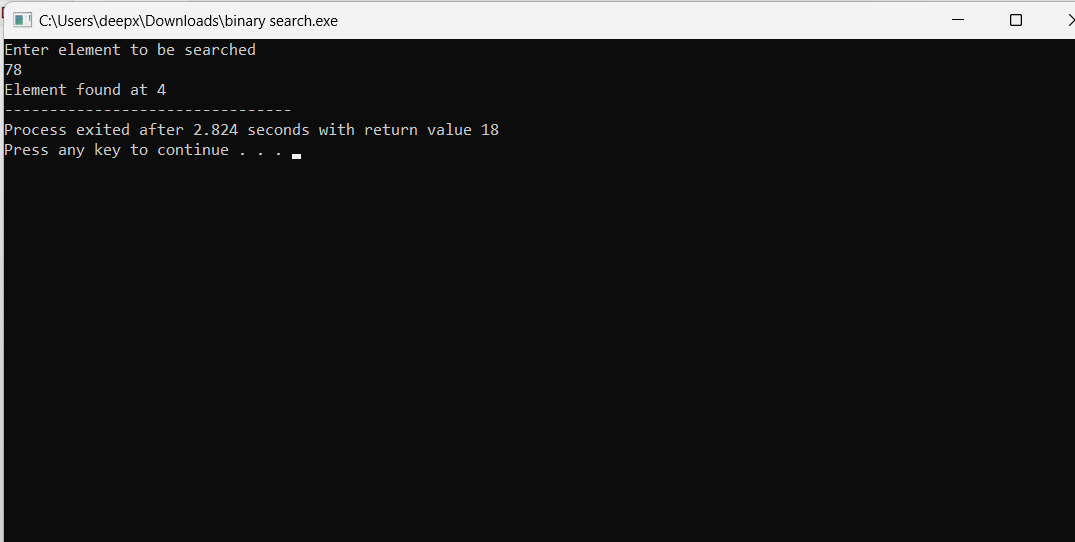 C:\Users\deepx\Downloads\binary search.exe
Enter element to be searched
78
Element found at 4
--------------------------------
Process exited after 2.824 seconds with return value 18
Press any key to continue . . .